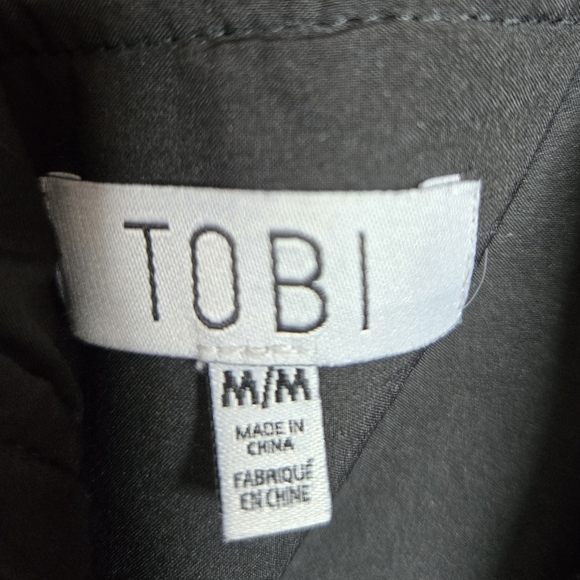 TOBI
M/M
MADE IN
CHINA
FABRIQUÉ
EN CHINE